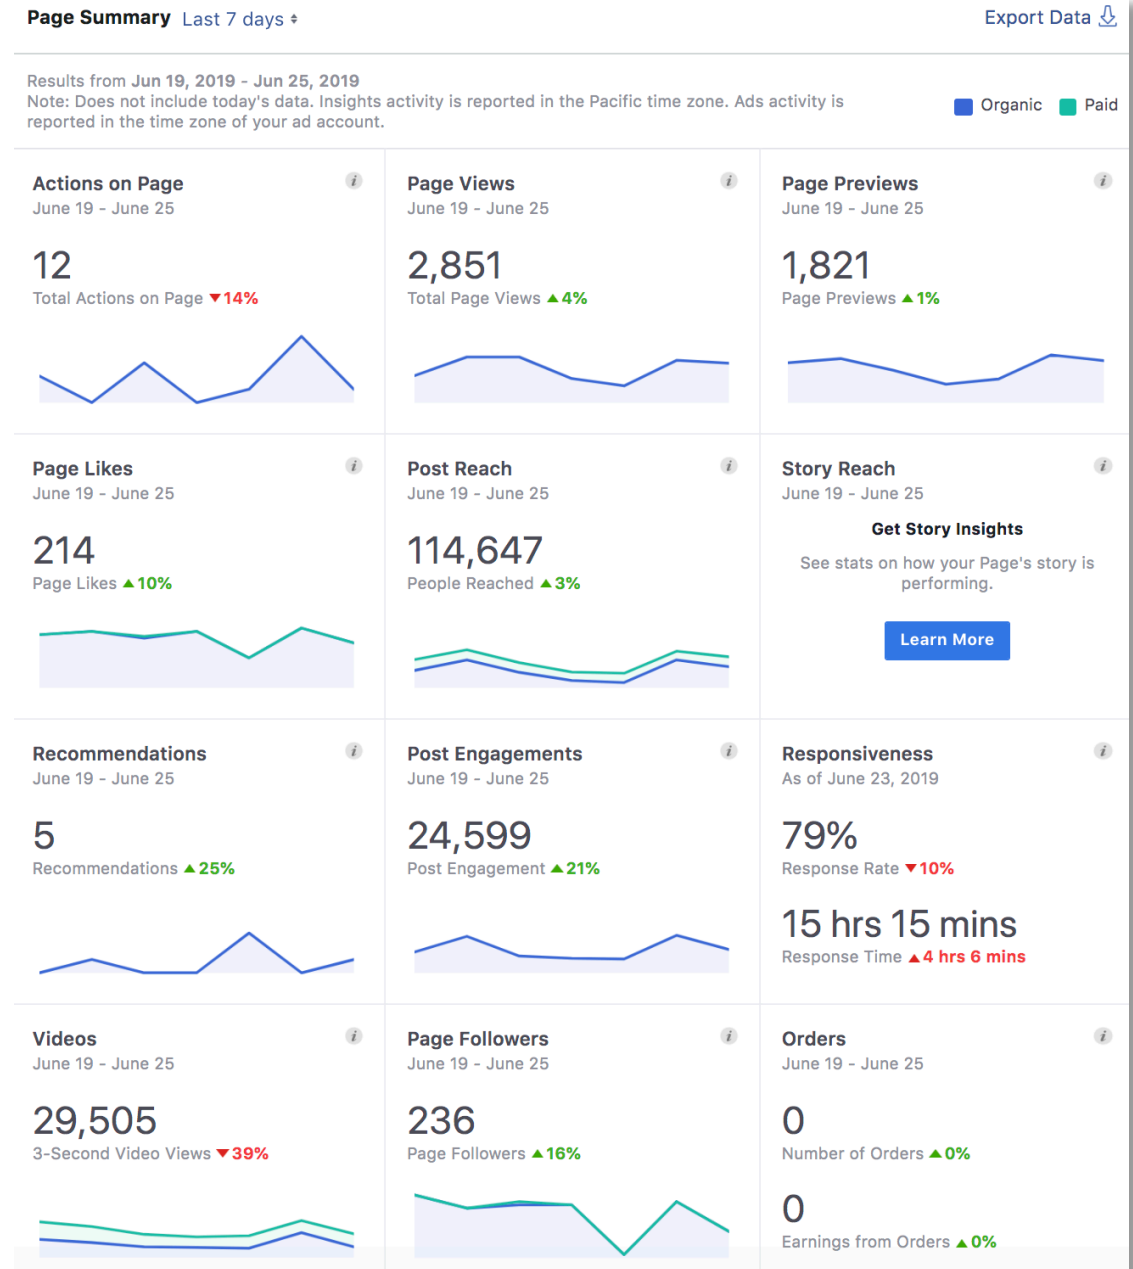 Page Summary Last 7 days
Export Data
Results from Jun 19, 2019 - Jun 25, 2019
Note: Does not include today's data. Insights activity is reported in the Pacific time zone. Ads activity is
reported in the time zone of your ad account.
Organic Paid
Actions on Page
June 19 - June 25
12
Total Actions on Page 14%
Page Views
June 19 - June 25
2,851
Total Page Views 4%
Page Previews
June 19 - June 25
1,821
Page Previews 1%
Page Likes
June 19 - June 25
214
Page Likes 10%
Post Reach
June 19 - June 25
114,647
People Reached 3%
Story Reach
June 19 - June 25
Get Story Insights
See stats on how your Page's story is
performing.
Learn More
Recommendations
June 19 - June 25
5
Recommendations 25%
Post Engagements
June 19 - June 25
24,599
Post Engagement 21%
Responsiveness
As of June 23, 2019
79%
Response Rate 10%
15 hrs 15 mins
Response Time 4 hrs 6 mins
Videos
June 19 - June 25
29,505
3-Second Video Views 39%
Page Followers
June 19 - June 25
236
Page Followers 16%
Orders
June 19 - June 25
0
Number of Orders 0%
0
Earnings from Orders 0%